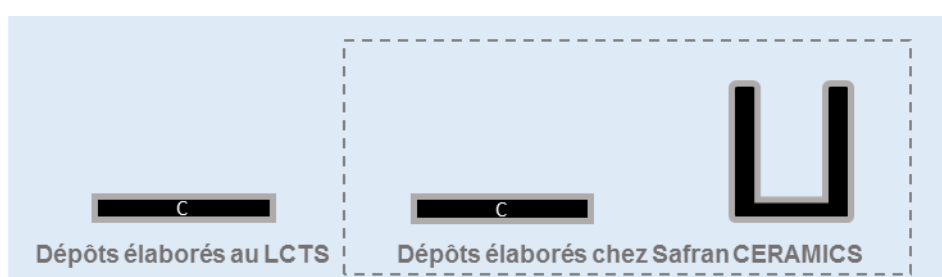 C
C
Dépôts élaborés au LCTS
Dépôts élaborés chez Safran CERAMICS